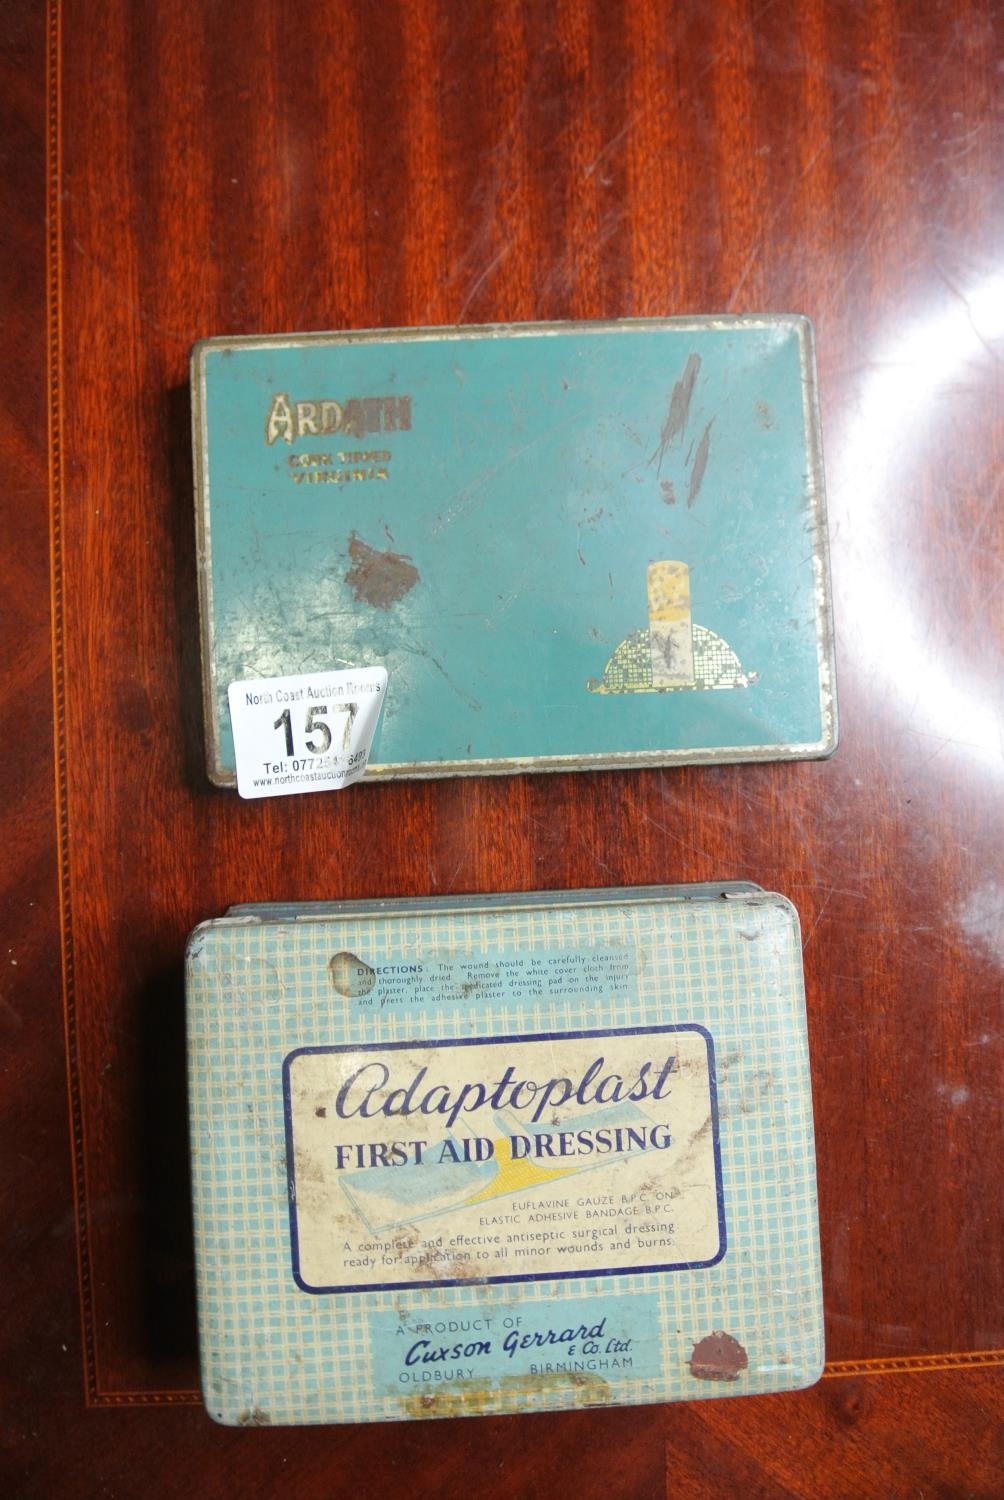 ARDATH
CORK TIPPED
VIRGINIA
North Coast Auction Rooms
157
Tel:
www.northcoastauctionrooms.
DIRECTIONS: The wound should be carefully cleansed
and thoroughly dried. Remove the white cover cloth from
the plaster, place the medicated dressing pad on the injury
and press the adhesive plaster to the surrounding skin.
Adaptoplast
FIRST AID DRESSING
EUFLAVINE GAUZE B.P.C. ON
ELASTIC ADHESIVE BANDAGE B.P.C.
A complete and effective antiseptic surgical dressing
ready for application to all minor wounds and burns.
A PRODUCT OF
Cuxson Gerrard
& Co. Ltd.
OLDBURY BIRMINGHAM